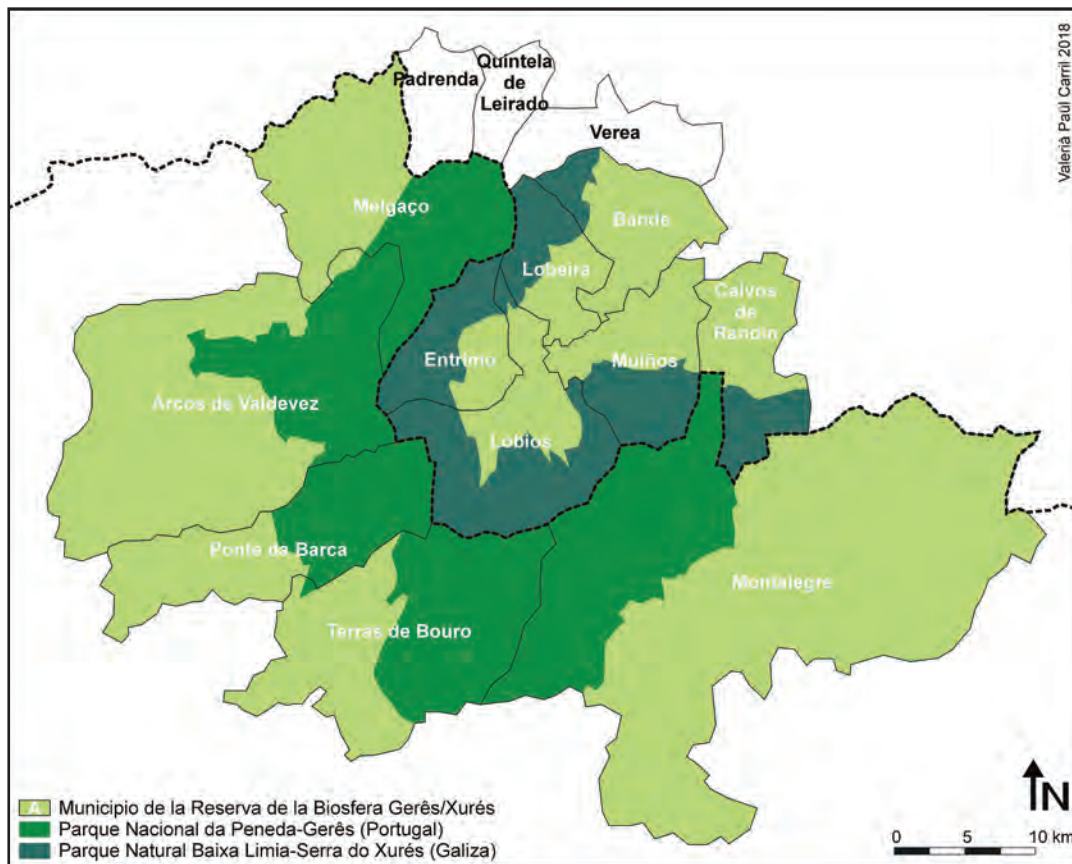 Padrenda
Quintela
de
Leirado
Verea
Valerià Paül Carril 2018
Melgaço
Bande
Lobeira
Calvos
de
Randín
Entrimo
Muíños
Arcos de Valdevez
Lobios
Ponte da Barca
Montalegre
Terras de Bouro
A Municipio de la Reserva de la Biosfera Gerês/Xurés
Parque Nacional da Peneda-Gerês (Portugal)
Parque Natural Baixa Limia-Serra do Xurés (Galiza)
N
0 5 10 km